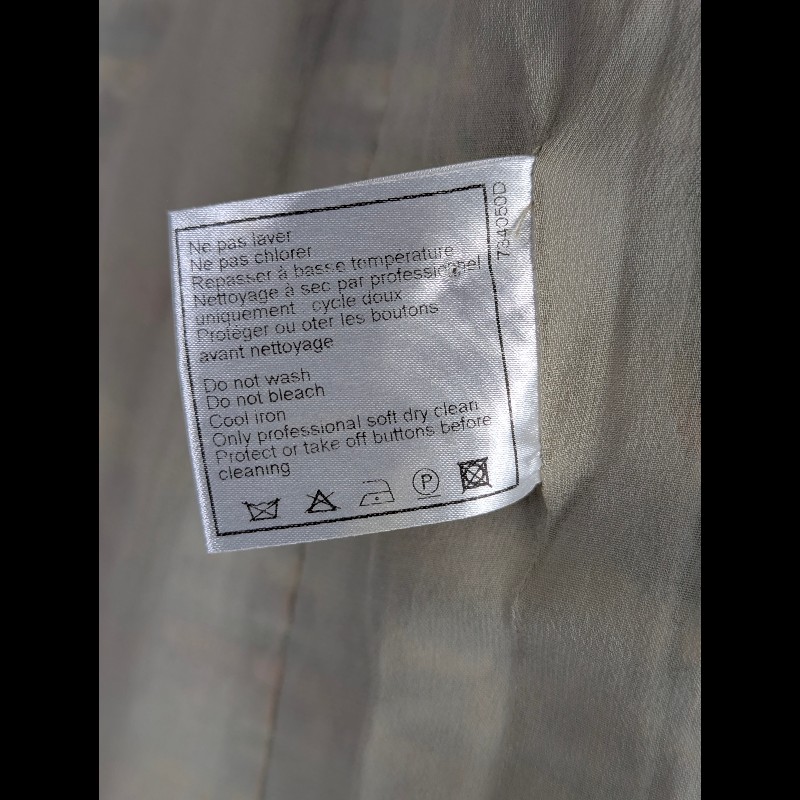 Ne pas laver
Ne pas chlorer
Repasser à basse température
Nettoyage à sec par professionnel
uniquement cycle doux
Protéger ou oter les boutons
avant nettoyage
Do not wash
Do not bleach
Cool iron
Only professional soft dry clean
Protect or take off buttons before
cleaning
P
734050D